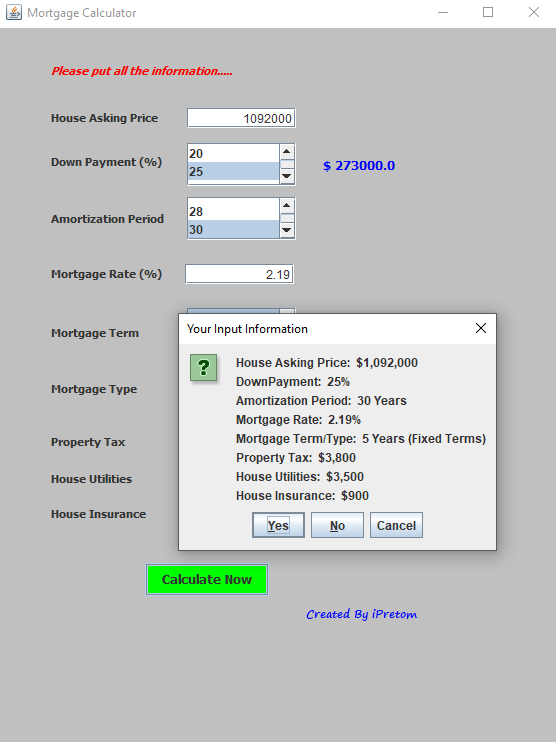 Mortgage Calculator
Please put all the information.....
House Asking Price 1092000
Down Payment (%) 20
25 $ 273000.0
Amortization Period 28
30
Mortgage Rate (%) 2.19
Mortgage Term
Mortgage Type
Property Tax
House Utilities
House Insurance
Your Input Information
?
House Asking Price: $1,092,000
DownPayment: 25%
Amortization Period: 30 Years
Mortgage Rate: 2.19%
Mortgage Term/Type: 5 Years (Fixed Terms)
Property Tax: $3,800
House Utilities: $3,500
House Insurance: $900
Yes No Cancel
Calculate Now
Created By iPretom